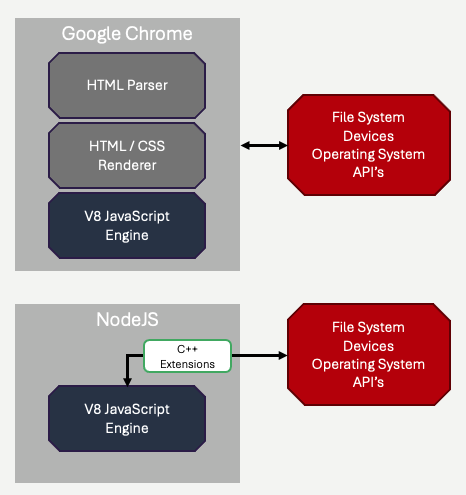 Google Chrome
HTML Parser
HTML / CSS
Renderer
V8 JavaScript
Engine
File System
Devices
Operating System
API's
NodeJS
C++
Extensions
V8 JavaScript
Engine
File System
Devices
Operating System
API's